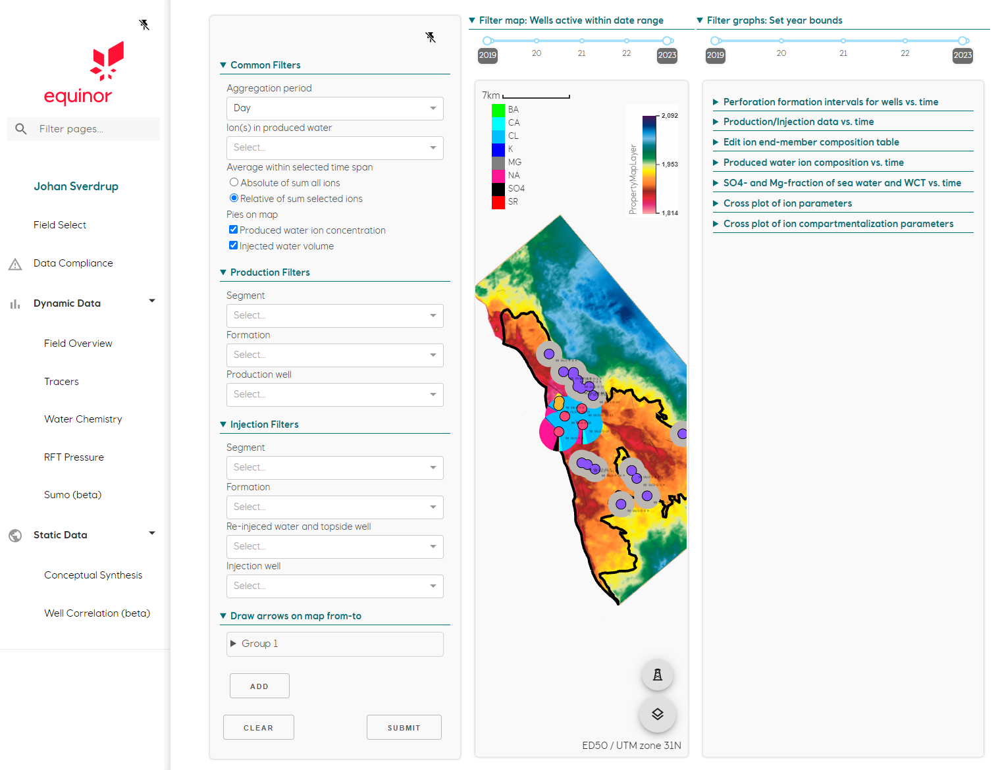 equinor
Filter pages...
Johan Sverdrup
Field Select
Data Compliance
Dynamic Data
Field Overview
Tracers
Water Chemistry
RFT Pressure
Sumo (beta)
Static Data
Conceptual Synthesis
Well Correlation (beta)
Common Filters
Aggregation period
Day
Ion(s) in produced water
Select...
Average within selected time span
Absolute of sum all ions
Relative of sum selected ions
Pies on map
Produced water ion concentration
Injected water volume
Production Filters
Segment
Select...
Formation
Select...
Production well
Select...
Injection Filters
Segment
Select...
Formation
Select...
Re-injeced water and topside well
Select...
Injection well
Select...
Draw arrows on map from-to
Group 1
ADD
CLEAR
SUBMIT
Filter map: Wells active within date range
2019
20
21
22
2023
7km
BA
CA
CL
K
MG
NA
SO4
SR
PropertyMapLayer
2,092
1,953
1,814
ED50 / UTM zone 31N
Filter graphs: Set year bounds
2019
20
21
22
2023
Perforation formation intervals for wells vs. time
Production/Injection data vs. time
Edit ion end-member composition table
Produced water ion composition vs. time
SO4- and Mg-fraction of sea water and WCT vs. time
Cross plot of ion parameters
Cross plot of ion compartmentalization parameters